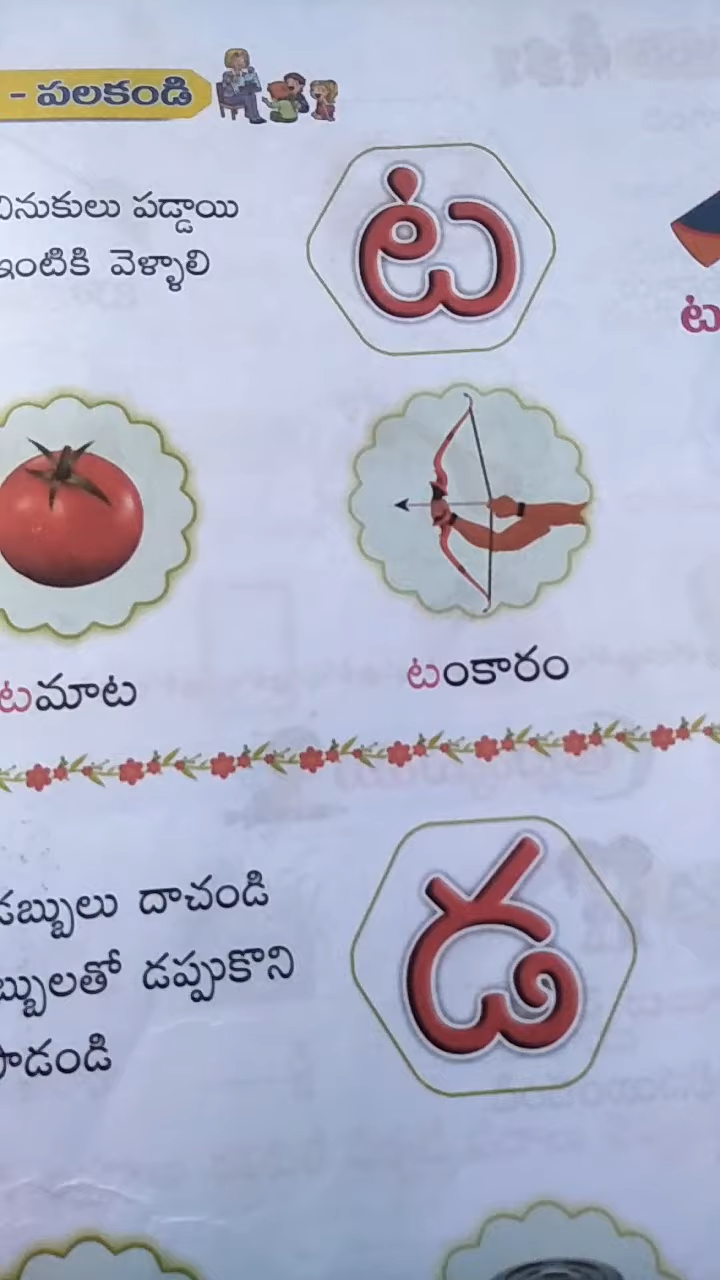 - పలకండి
చినుకులు పడ్డాయి
ఇంటికి వెళ్ళాలి
ట
ట
టమాట
టంకారం
డబ్బులు దాచండి
డ
డబ్బులతో డప్పుకొని
పాడండి